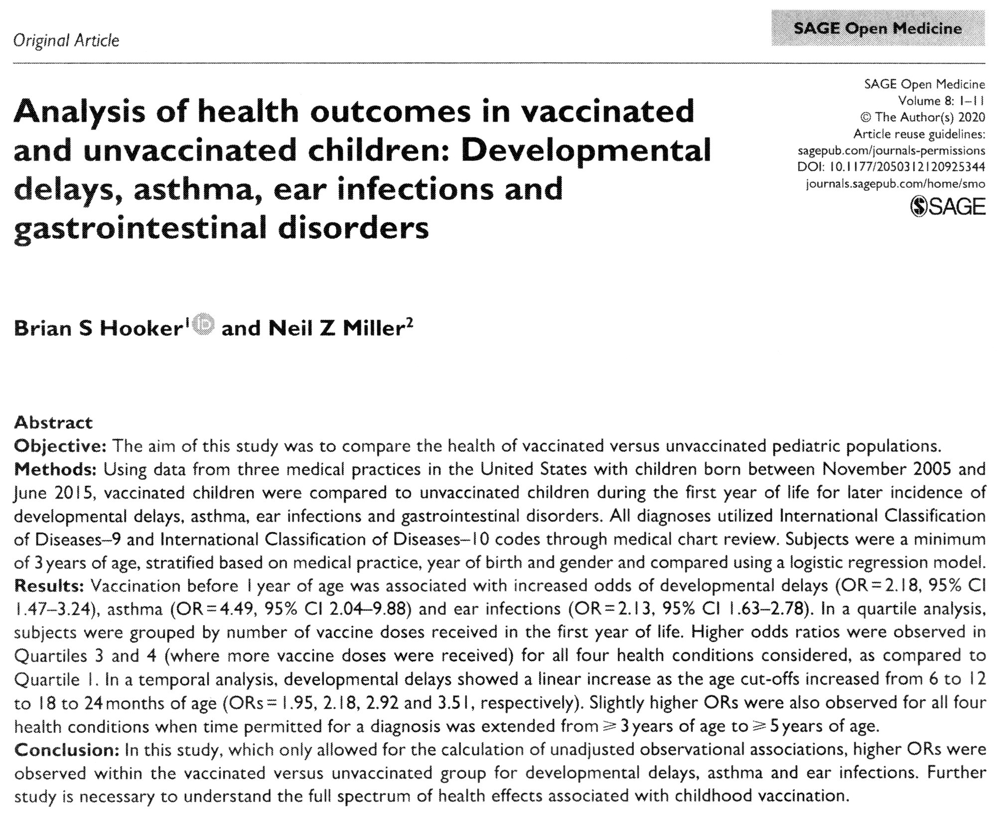 Original Article
SAGE Open Medicine
SAGE Open Medicine
Volume 8: 1–11
© The Author(s) 2020
Article reuse guidelines:
sagepub.com/journals-permissions
DOI: 10.1177/2050312120925344
journals.sagepub.com/home/smo
SAGE
Analysis of health outcomes in vaccinated
and unvaccinated children: Developmental
delays, asthma, ear infections and
gastrointestinal disorders
Brian S Hooker¹ iD and Neil Z Miller²
Abstract
Objective: The aim of this study was to compare the health of vaccinated versus unvaccinated pediatric populations.
Methods: Using data from three medical practices in the United States with children born between November 2005 and
June 2015, vaccinated children were compared to unvaccinated children during the first year of life for later incidence of
developmental delays, asthma, ear infections and gastrointestinal disorders. All diagnoses utilized International Classification
of Diseases–9 and International Classification of Diseases–10 codes through medical chart review. Subjects were a minimum
of 3 years of age, stratified based on medical practice, year of birth and gender and compared using a logistic regression model.
Results: Vaccination before 1 year of age was associated with increased odds of developmental delays (OR = 2.18, 95% CI
1.47–3.24), asthma (OR = 4.49, 95% CI 2.04–9.88) and ear infections (OR = 2.13, 95% CI 1.63–2.78). In a quartile analysis,
subjects were grouped by number of vaccine doses received in the first year of life. Higher odds ratios were observed in
Quartiles 3 and 4 (where more vaccine doses were received) for all four health conditions considered, as compared to
Quartile 1. In a temporal analysis, developmental delays showed a linear increase as the age cut-offs increased from 6 to 12
to 18 to 24 months of age (ORs = 1.95, 2.18, 2.92 and 3.51, respectively). Slightly higher ORs were also observed for all four
health conditions when time permitted for a diagnosis was extended from ⩾ 3 years of age to ⩾ 5 years of age.
Conclusion: In this study, which only allowed for the calculation of unadjusted observational associations, higher ORs were
observed within the vaccinated versus unvaccinated group for developmental delays, asthma and ear infections. Further
study is necessary to understand the full spectrum of health effects associated with childhood vaccination.